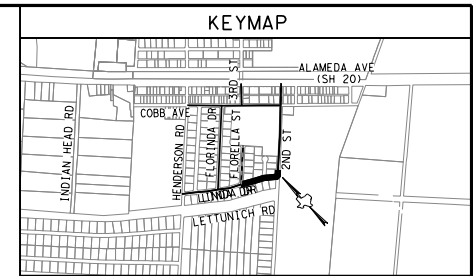 KEYMAP
ALAMEDA AVE
(SH 20)
3RD ST
COBB AVE
INDIAN HEAD RD
HENDERSON RD
FLORINDA DR
FLORELLA ST
2ND ST
LINDA DR
LETTUNICH RD